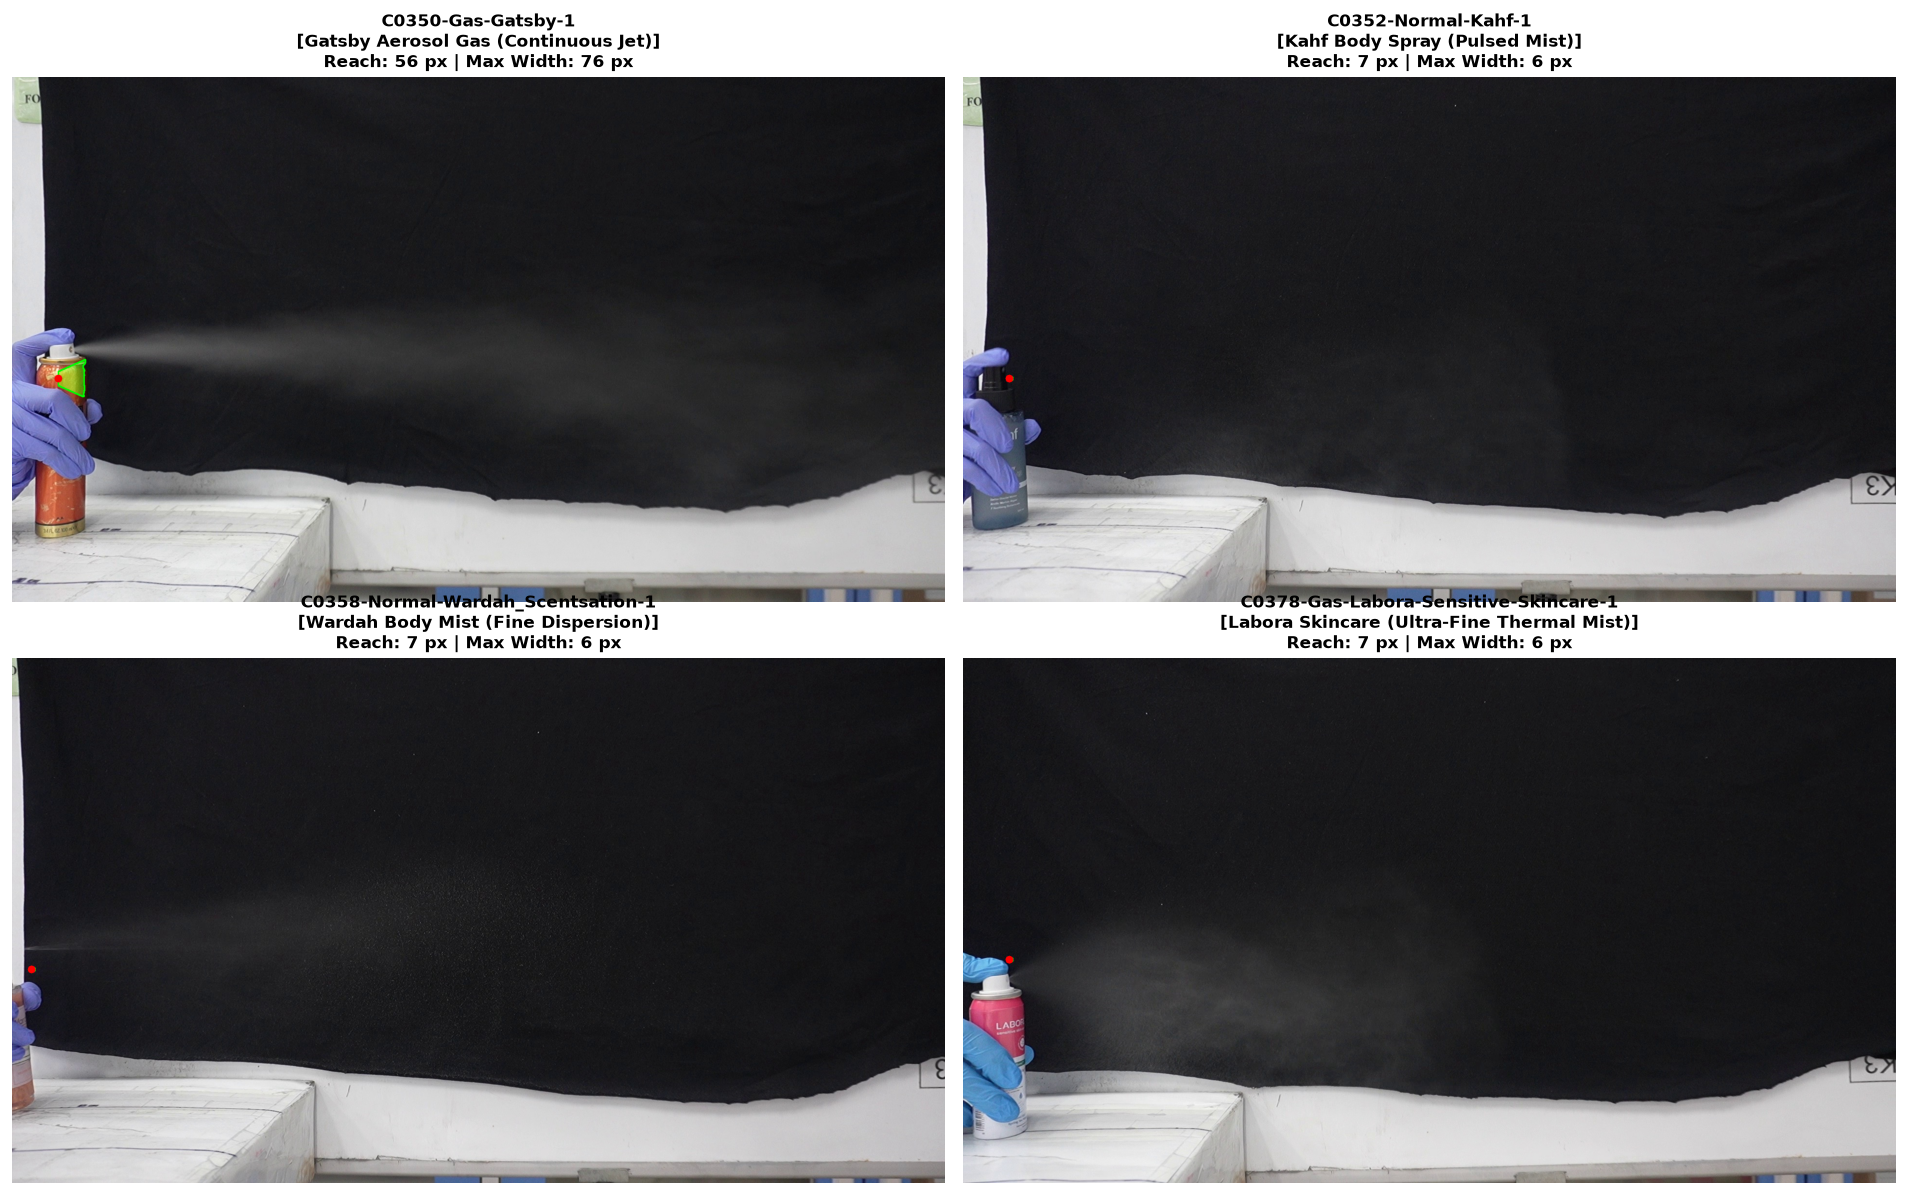 C0350-Gas-Gatsby-1
[Gatsby Aerosol Gas (Continuous Jet)]
Reach: 56 px | Max Width: 76 px
FO
C0352-Normal-Kahf-1
[Kahf Body Spray (Pulsed Mist)]
Reach: 7 px | Max Width: 6 px
FO
C0358-Normal-Wardah_Scentsation-1
[Wardah Body Mist (Fine Dispersion)]
Reach: 7 px | Max Width: 6 px
C0378-Gas-Labora-Sensitive-Skincare-1
[Labora Skincare (Ultra-Fine Thermal Mist)]
Reach: 7 px | Max Width: 6 px
LABOR